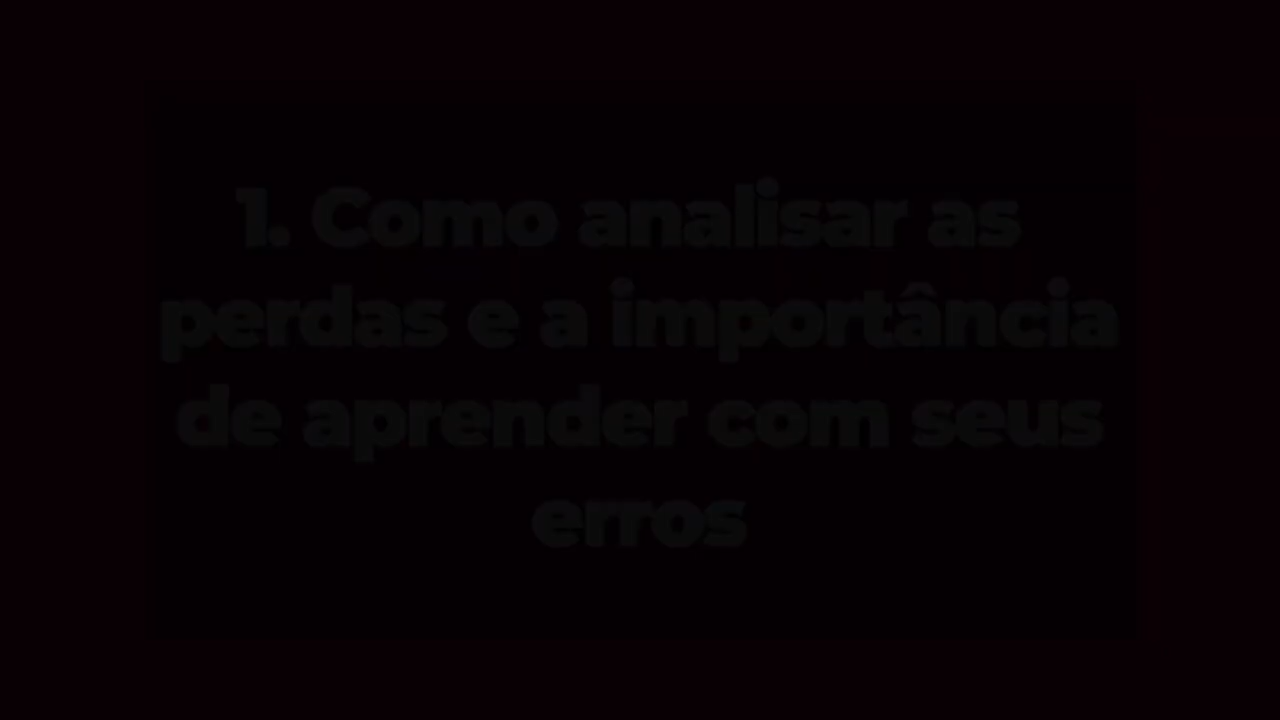 1. Como analisar as
perdas e a importância
de aprender com seus
erros